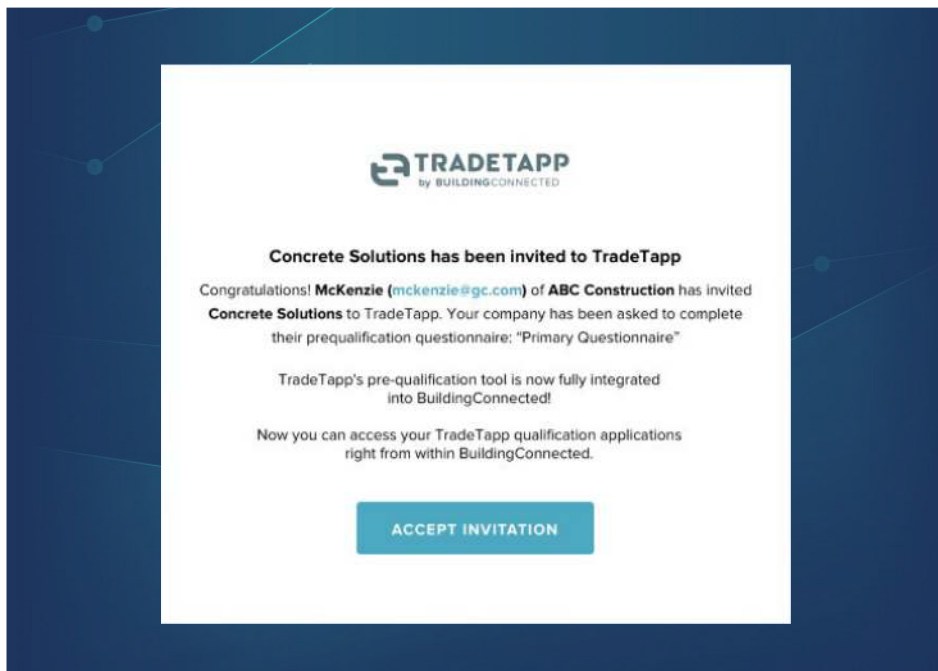 TRADETAPP
by BUILDINGCONNECTED
Concrete Solutions has been invited to TradeTapp
Congratulations! McKenzie (mckenzie@gc.com) of ABC Construction has invited
Concrete Solutions to TradeTapp. Your company has been asked to complete
their prequalification questionnaire: "Primary Questionnaire"
TradeTapp's pre-qualification tool is now fully integrated
into BuildingConnected!
Now you can access your TradeTapp qualification applications
right from within BuildingConnected.
ACCEPT INVITATION